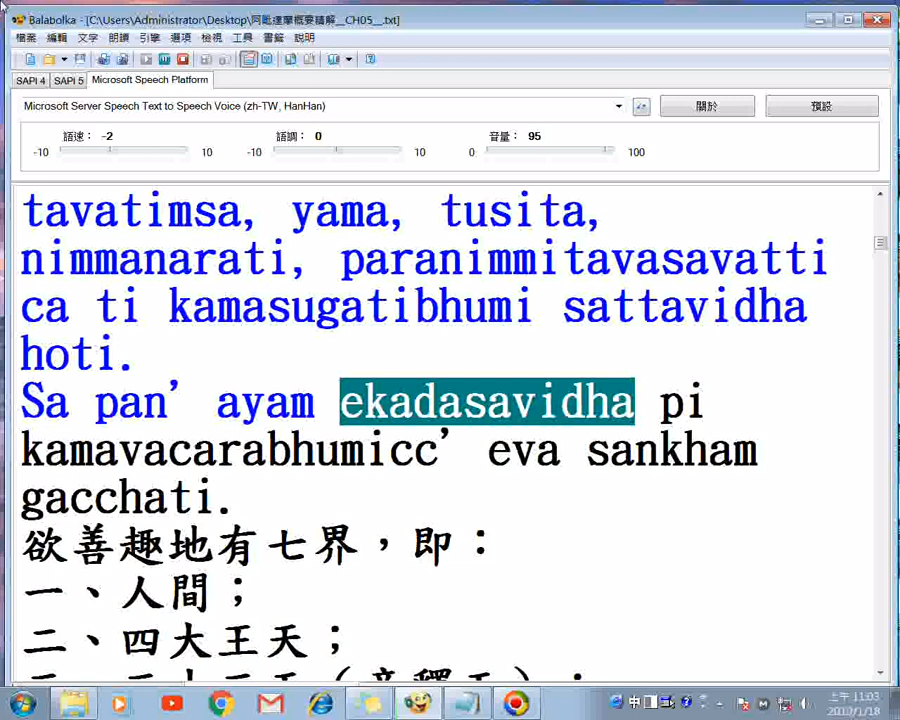 Balabolka - [C:\Users\Administrator\Desktop\阿毗達摩概要精解__CH05__.txt]
檔案 編輯 文字 朗讀 引擎 選項 檢視 工具 書籤 說明
SAPI 4 SAPI 5 Microsoft Speech Platform
Microsoft Server Speech Text to Speech Voice (zh-TW, HanHan) 關於 預設
語速： -2 語調： 0 音量： 95
-10 10 -10 10 0 100
tavatimsa, yama, tusita,
nimmanarati, paranimmitavasavatti
ca ti kamasugatibhumi sattavidha
hoti.
Sa pan’ ayam ekadasavidha pi
kamavacarabhumicc’ eva sankham
gacchati.
欲善趣地有七界，即：
一、人間；
二、四大王天；
中
上午 11:03